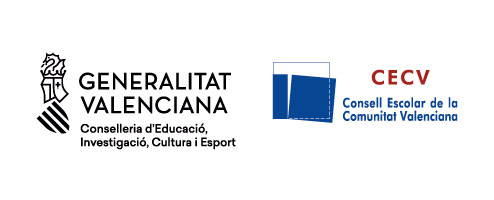 GENERALITAT
VALENCIANA
Conselleria d'Educació,
Investigació, Cultura i Esport
CECV
Consell Escolar de la
Comunitat Valenciana